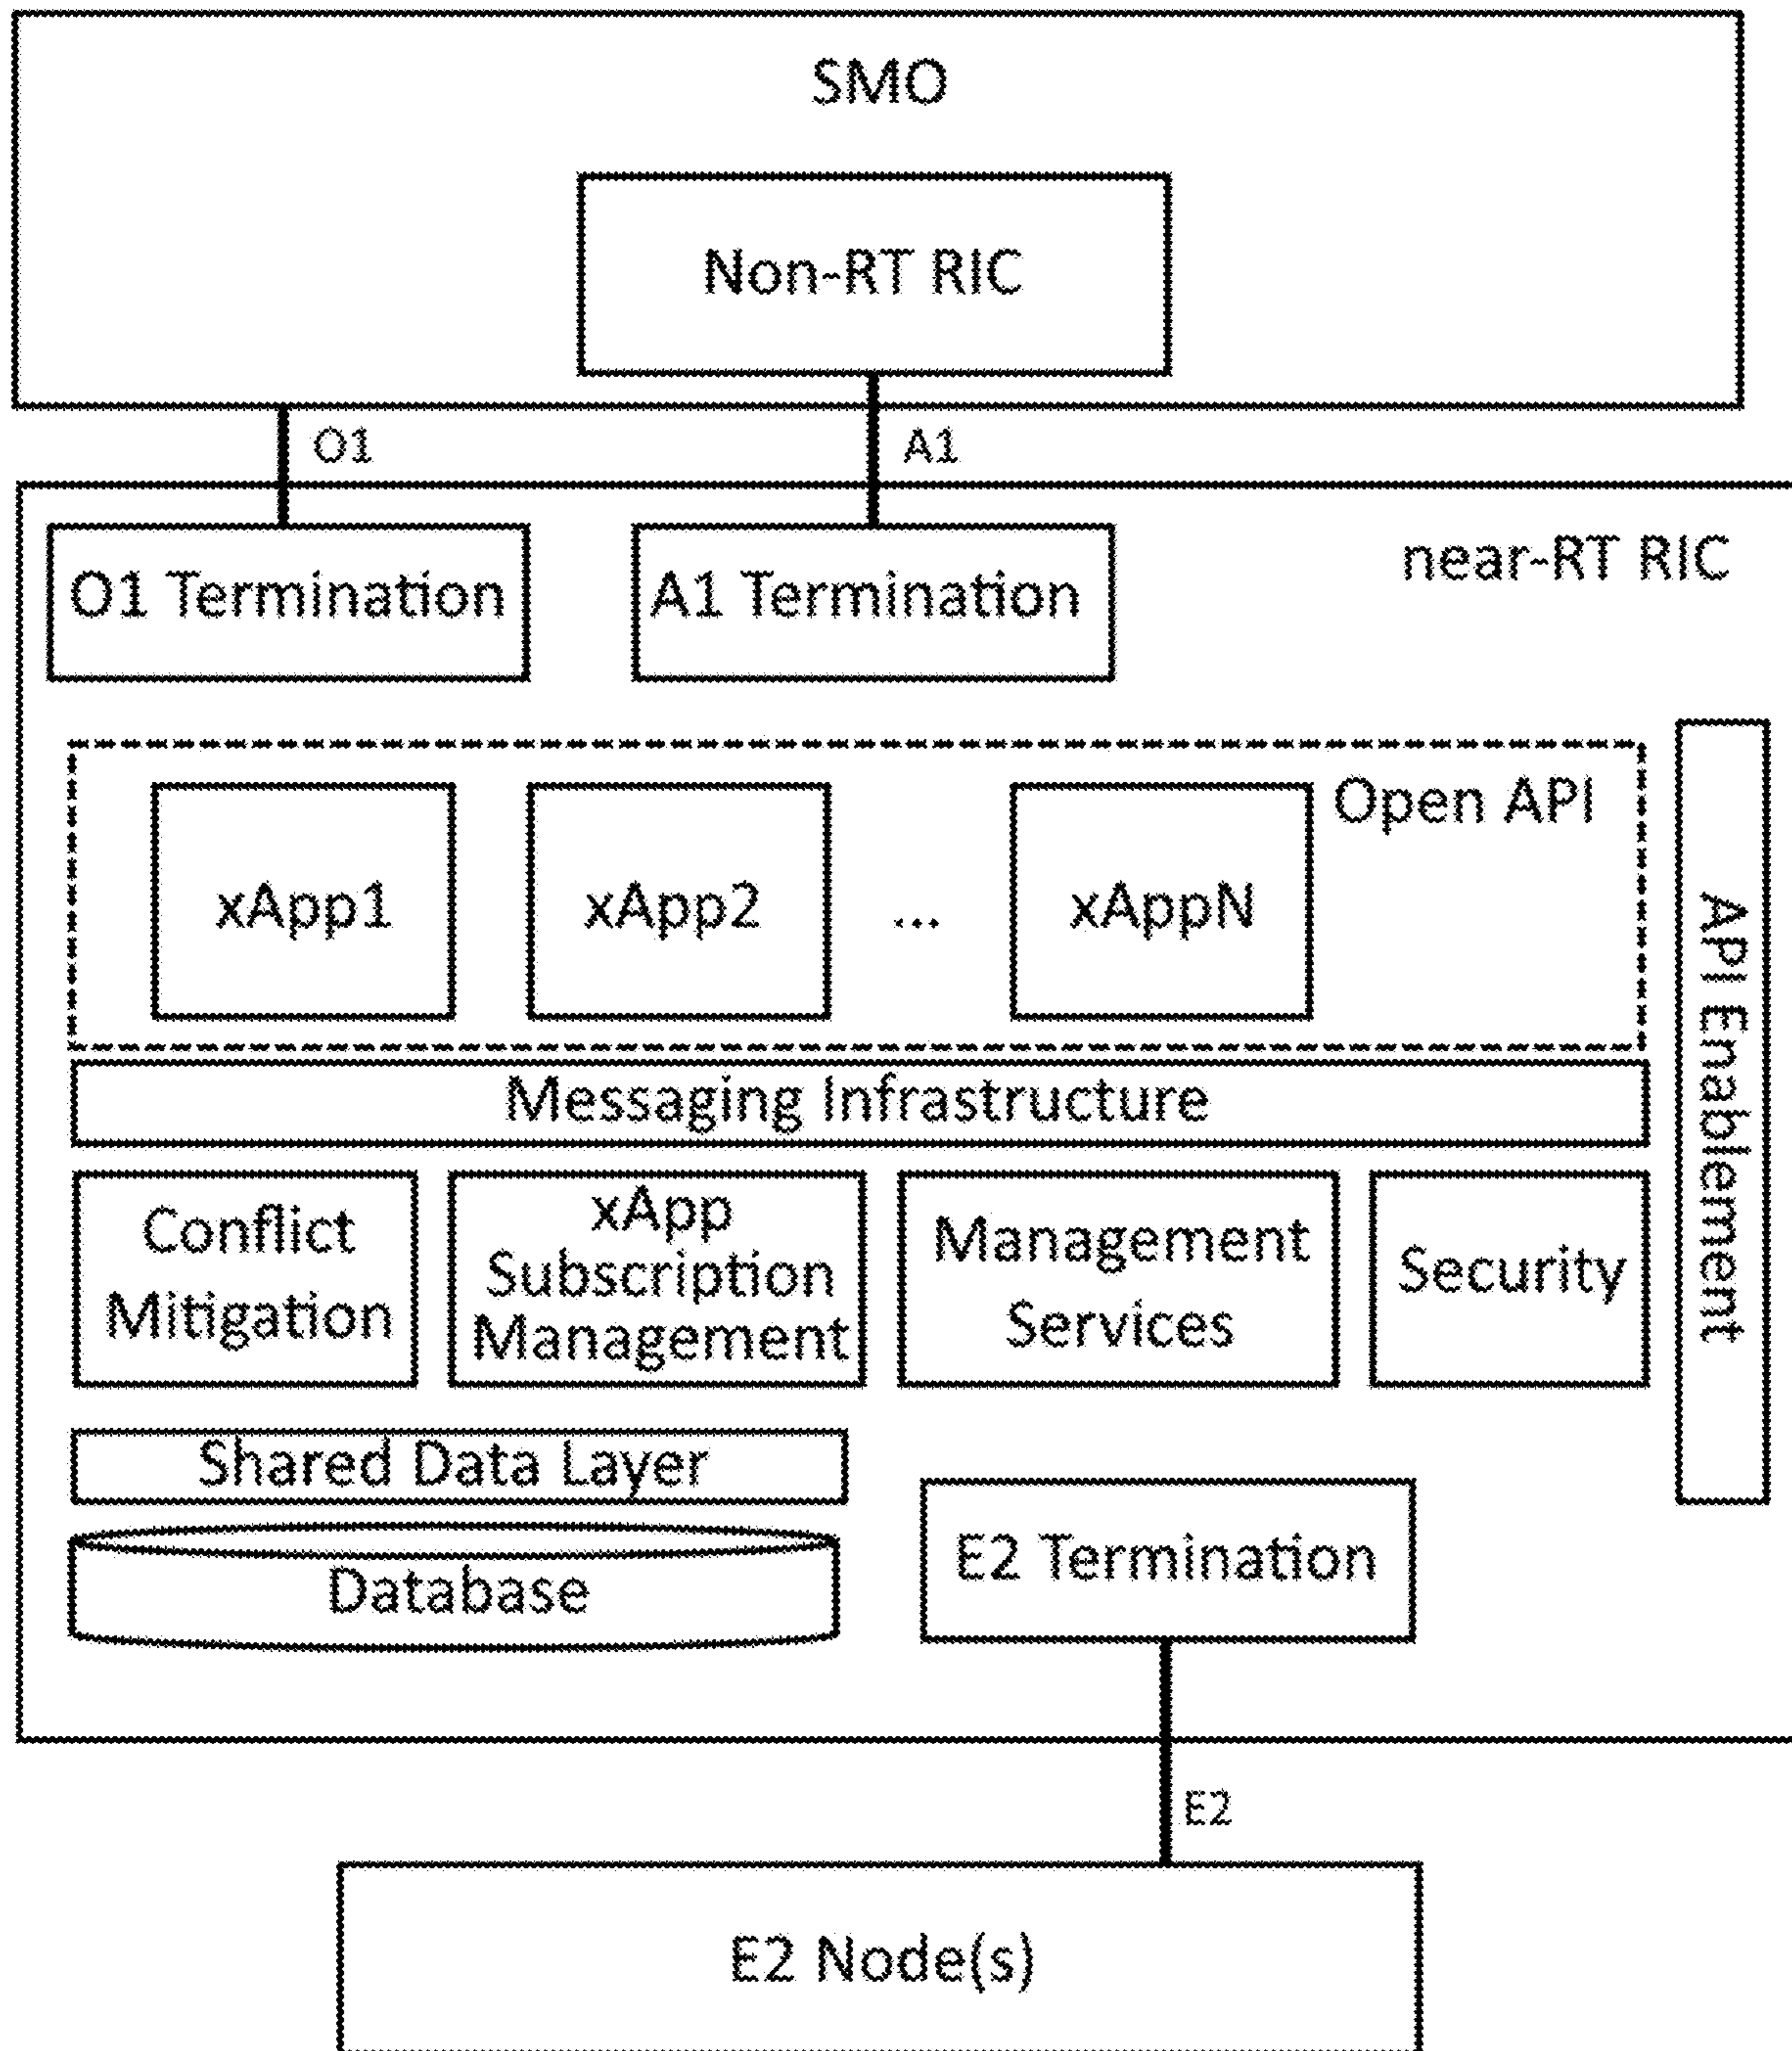 SMO
Non-RT RIC
O1
A1
near-RT RIC
O1 Termination
A1 Termination
Open API
xApp1
xApp2
...
xAppN
API Enablement
Messaging Infrastructure
Conflict
Mitigation
xApp
Subscription
Management
Management
Services
Security
Shared Data Layer
Database
E2 Termination
E2
E2 Node(s)